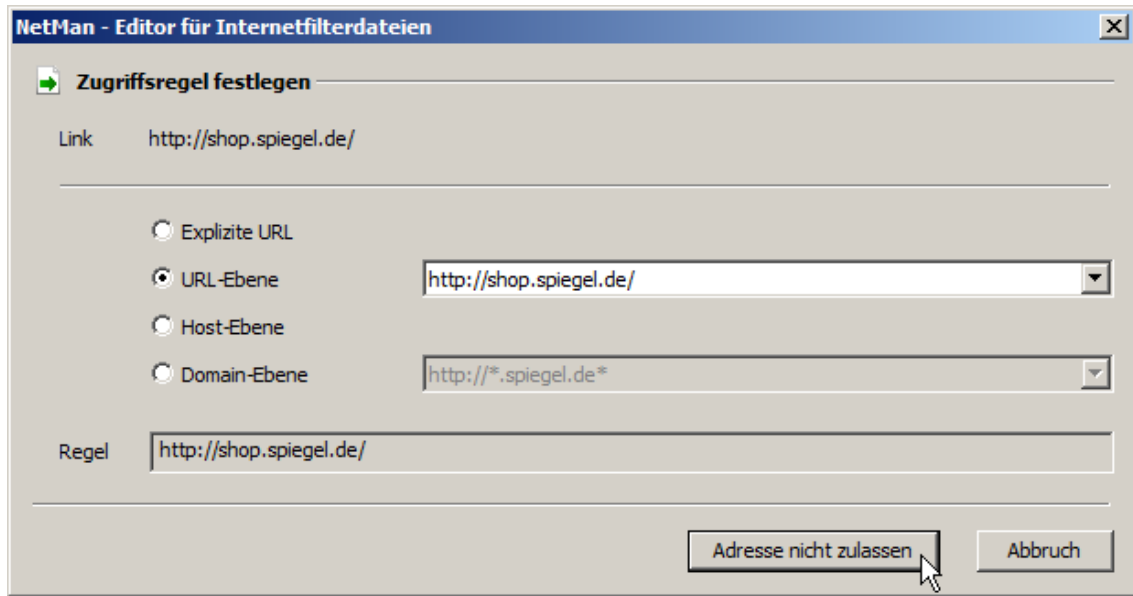 NetMan - Editor für Internetfilterdateien
Zugriffsregel festlegen
Link http://shop.spiegel.de/
Explizite URL
URL-Ebene http://shop.spiegel.de/
Host-Ebene
Domain-Ebene http://*.spiegel.de*
Regel http://shop.spiegel.de/
Adresse nicht zulassen Abbruch